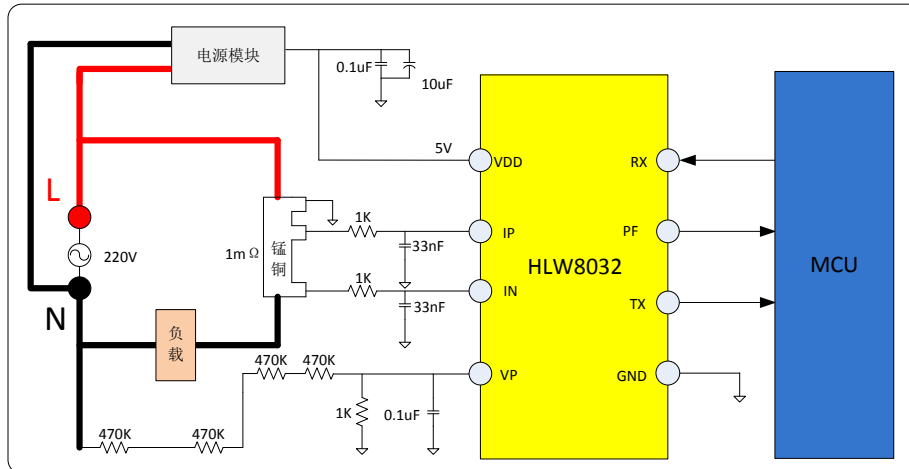 电源模块
0.1uF
10uF
5V
VDD
RX
L
1K
IP
33nF
PF
220V
1mΩ
锰
铜
HLW8032
MCU
1K
IN
33nF
TX
N
负
载
470K
470K
VP
GND
1K
0.1uF
470K
470K